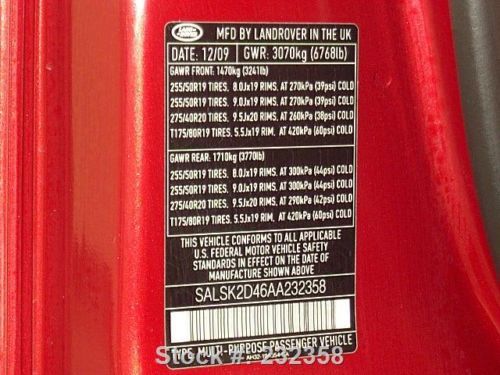 LAND ROVER
MFD BY LANDROVER IN THE UK
DATE: 12/09 GWR: 3070kg (6768lb)
GAWR FRONT: 1470kg (3241lb)
255/50R19 TIRES, 8.0Jx19 RIMS, AT 270kPa (39psi) COLD
255/50R19 TIRES, 9.0Jx19 RIMS, AT 270kPa (39psi) COLD
275/40R20 TIRES, 9.5Jx20 RIMS, AT 260kPa (38psi) COLD
T175/80R19 TIRES, 5.5Jx19 RIM, AT 420kPa (60psi) COLD
GAWR REAR: 1710kg (3770lb)
255/50R19 TIRES, 8.0Jx19 RIMS, AT 300kPa (44psi) COLD
255/50R19 TIRES, 9.0Jx19 RIMS, AT 300kPa (44psi) COLD
275/40R20 TIRES, 9.5Jx20 RIMS, AT 290kPa (42psi) COLD
T175/80R19 TIRES, 5.5Jx19 RIM, AT 420kPa (60psi) COLD
THIS VEHICLE CONFORMS TO ALL APPLICABLE
U.S. FEDERAL MOTOR VEHICLE SAFETY
STANDARDS IN EFFECT ON THE DATE OF
MANUFACTURE SHOWN ABOVE
SALSK2D46AA232358
TYPE: MULTI-PURPOSE PASSENGER VEHICLE
Stock #: 232358